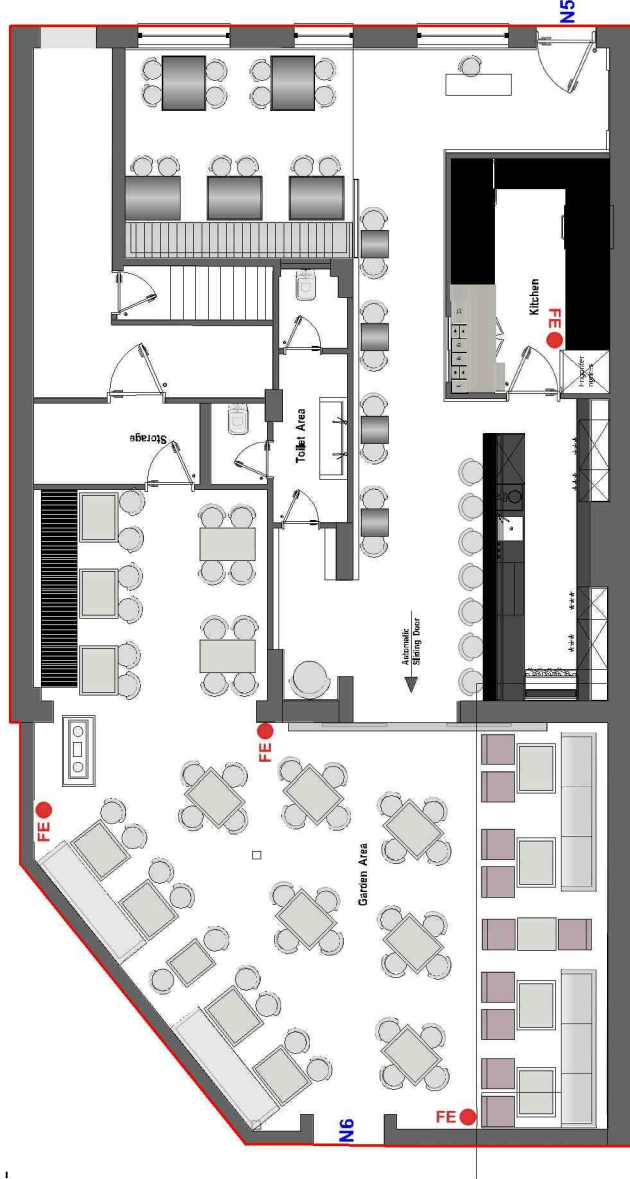 N5
Kitchen
FE
Storage
Toilet Area
***
***
***
***
Automatic
Sliding Door
FE
FE
Garden Area
N6
FE